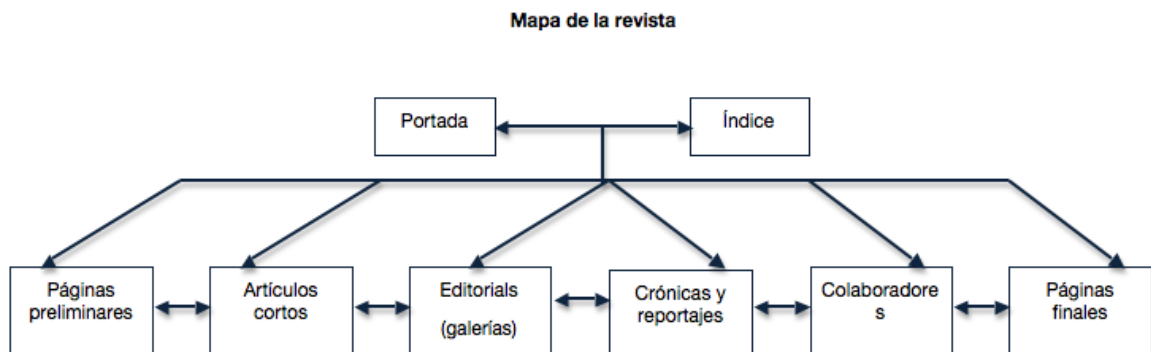 Mapa de la revista
Portada
Índice
Páginas
preliminares
Artículos
cortos
Editorials
(galerías)
Crónicas y
reportajes
Colaboradore
s
Páginas
finales